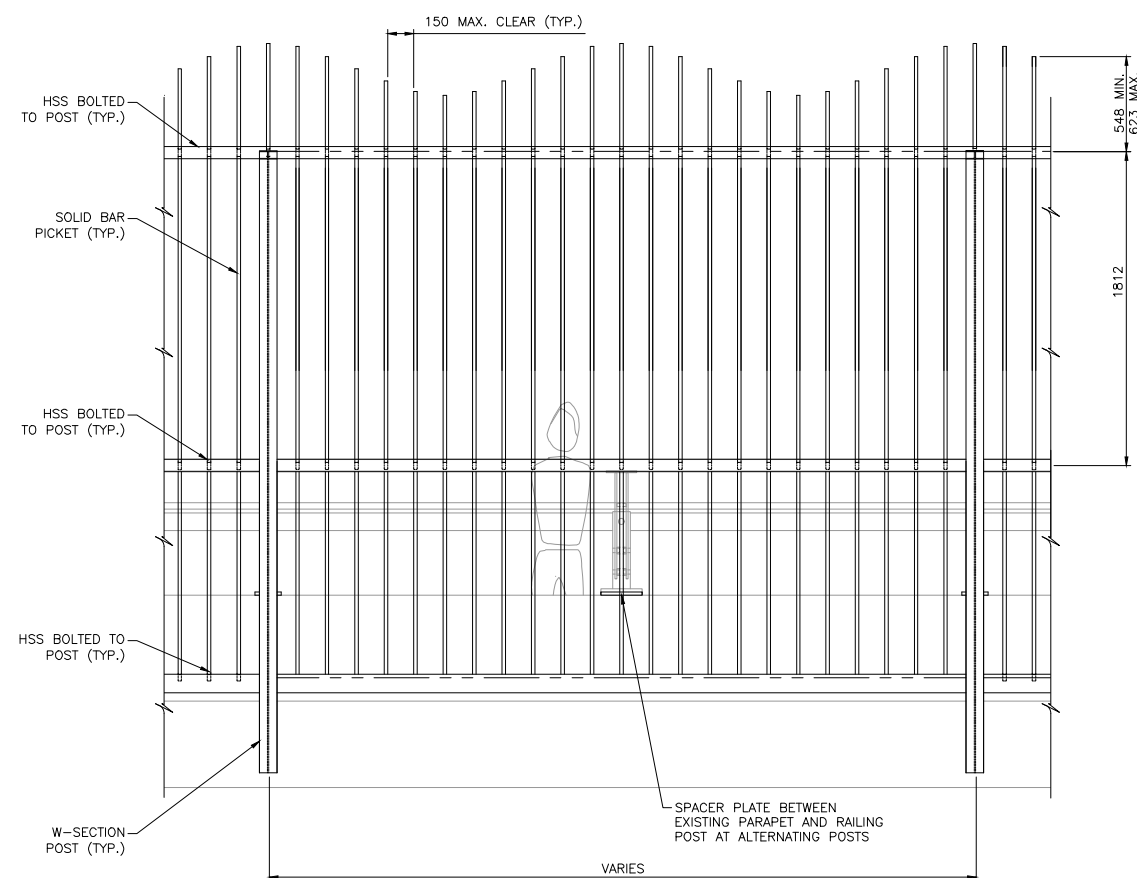 150 MAX. CLEAR (TYP.)
HSS BOLTED
TO POST (TYP.)
548 MIN.
623 MAX.
SOLID BAR
PICKET (TYP.)
1812
HSS BOLTED
TO POST (TYP.)
HSS BOLTED TO
POST (TYP.)
SPACER PLATE BETWEEN
EXISTING PARAPET AND RAILING
POST AT ALTERNATING POSTS
W-SECTION
POST (TYP.)
VARIES